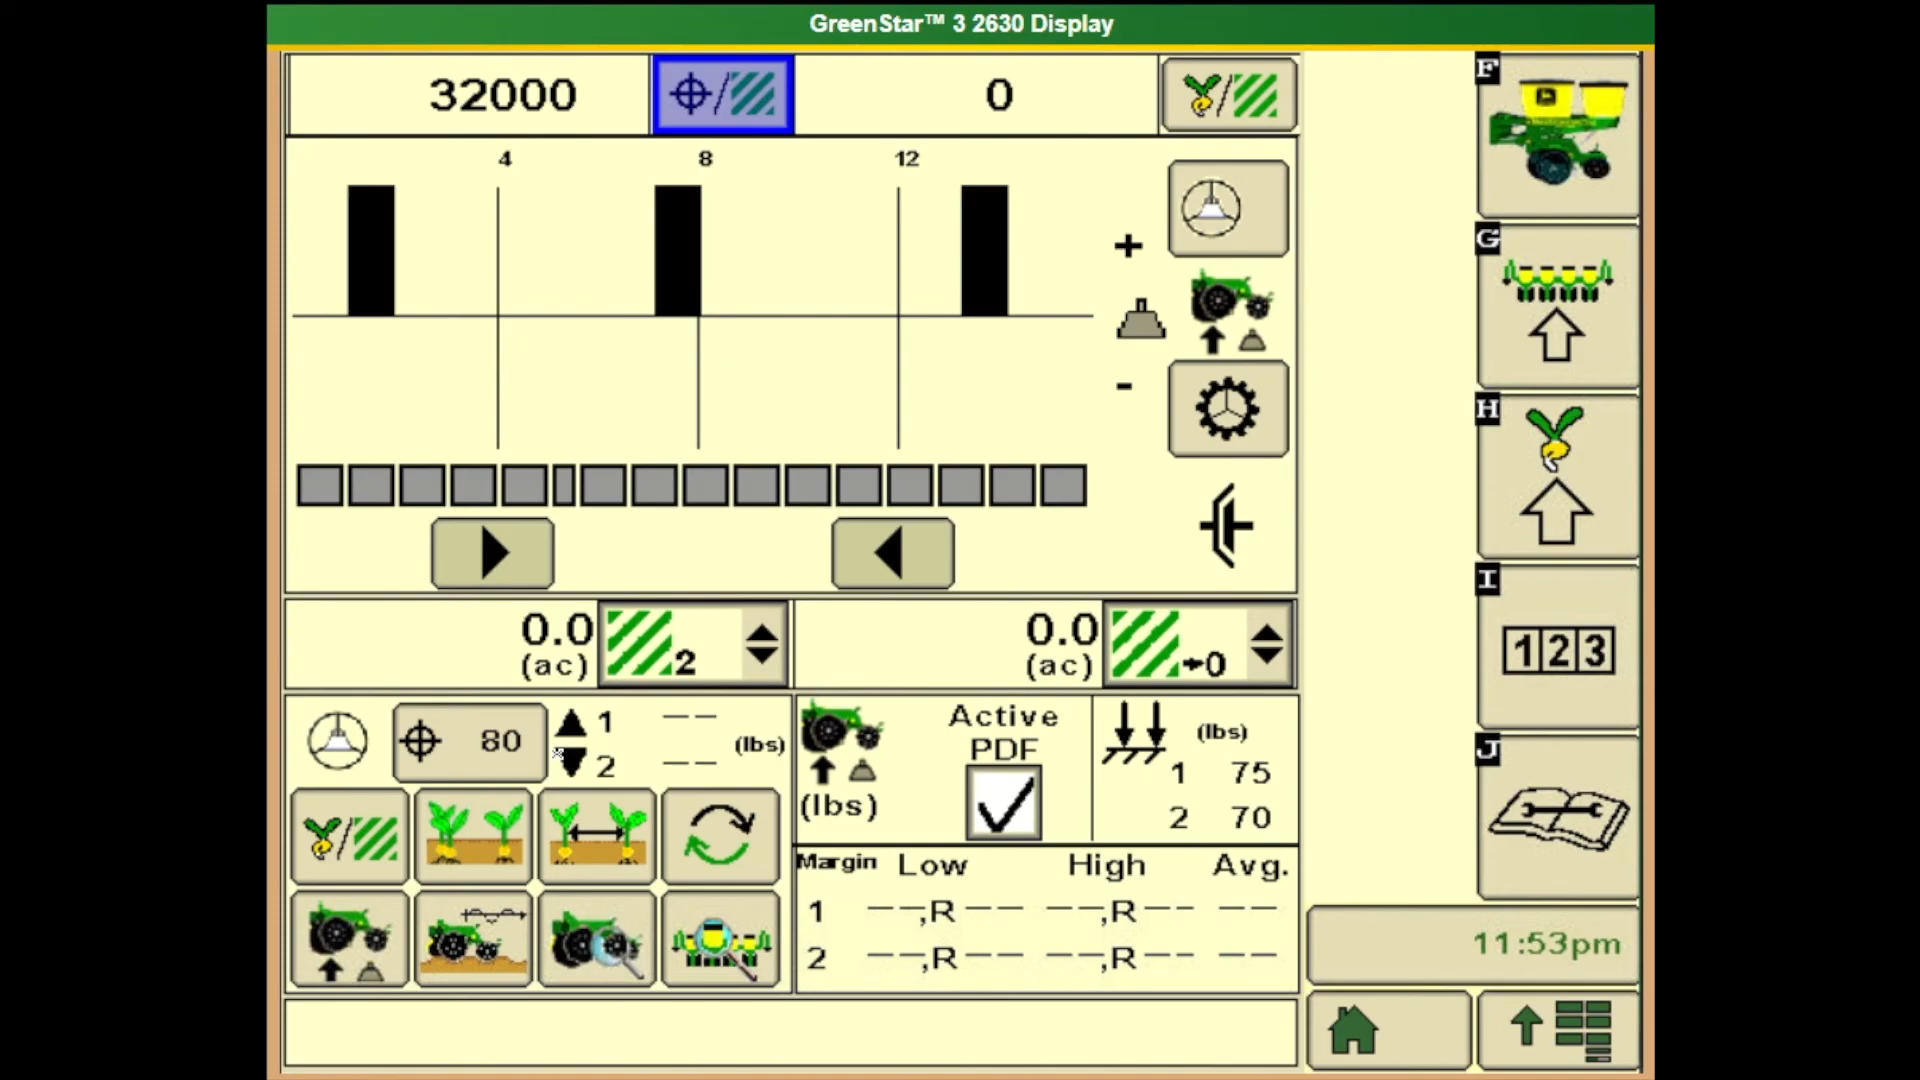 GreenStar™ 3 2630 Display
32000
/
0
/
F
4
8
12
+
-
G
H
0.0
(ac)
2
0.0
(ac)
0
I
123
80
1
-- --
2
-- --
(lbs)
(lbs)
Active
PDF
(lbs)
1 75
2 70
J
/
Margin Low High Avg.
1 --,R -- --,R -- --
2 --,R -- --,R -- --
11:53pm